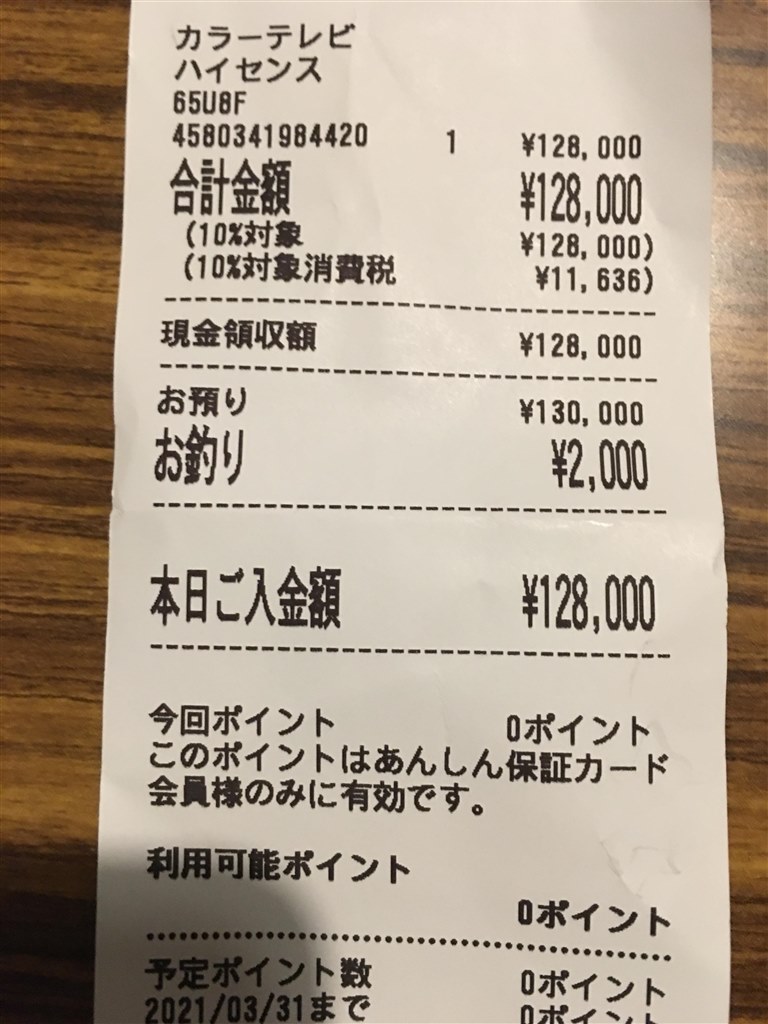 カラーテレビ
ハイセンス
65U8F
4580341984420 1 ¥128,000
合計金額 ¥128,000
(10%対象 ¥128,000)
(10%対象消費税 ¥11,636)
現金領収額 ¥128,000
お預り ¥130,000
お釣り ¥2,000
本日ご入金額 ¥128,000
今回ポイント 0ポイント
このポイントはあんしん保証カード
会員様のみに有効です。
利用可能ポイント
0ポイント
予定ポイント数 0ポイント
2021/03/31まで 0ポイント